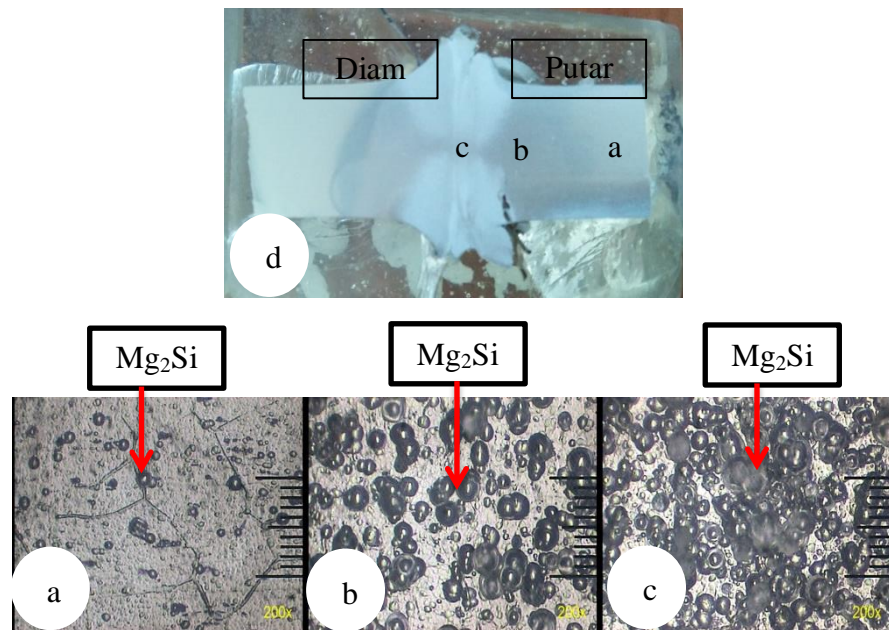 Diam Putar
c b a
d
Mg₂Si Mg₂Si Mg₂Si
a b c
200x 200x 200x